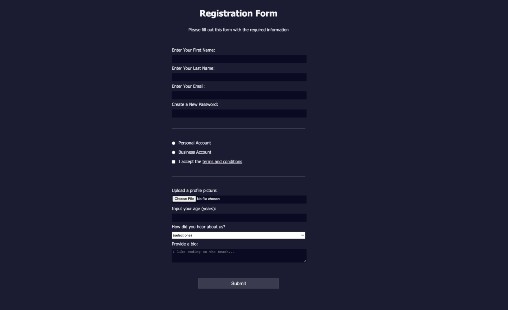 Registration Form
Please fill out this form with the required information
Enter Your First Name:
Enter Your Last Name:
Enter Your Email:
Create a New Password:
Personal Account
Business Account
I accept the terms and conditions
Upload a profile picture:
Choose File No file chosen
Input your age (years):
How did you hear about us?
(select one)
Provide a bio:
I like coding on the beach...
Submit